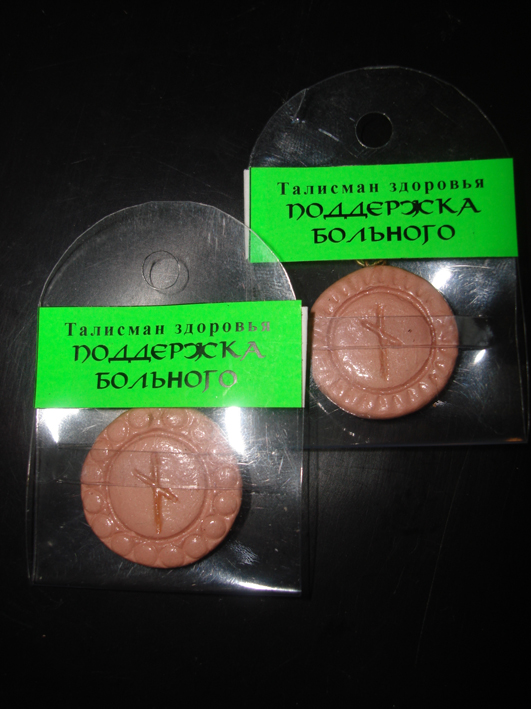 Талисман здоровья
ПОДДЕРЖКА
БОЛЬНОГО
Талисман здоровья
ПОДДЕРЖКА
БОЛЬНОГО